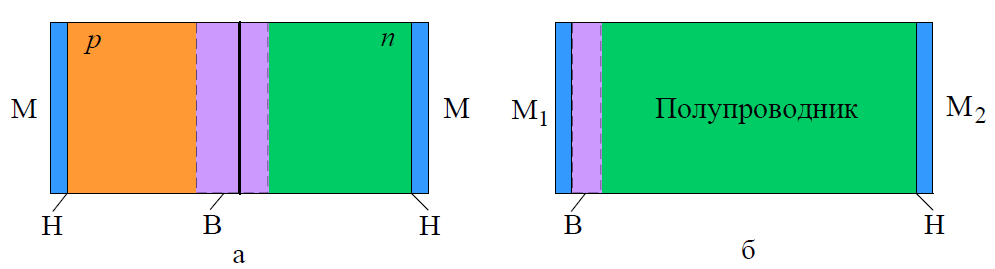 p n
М М
Н В Н
а
М1 Полупроводник М2
В Н
б